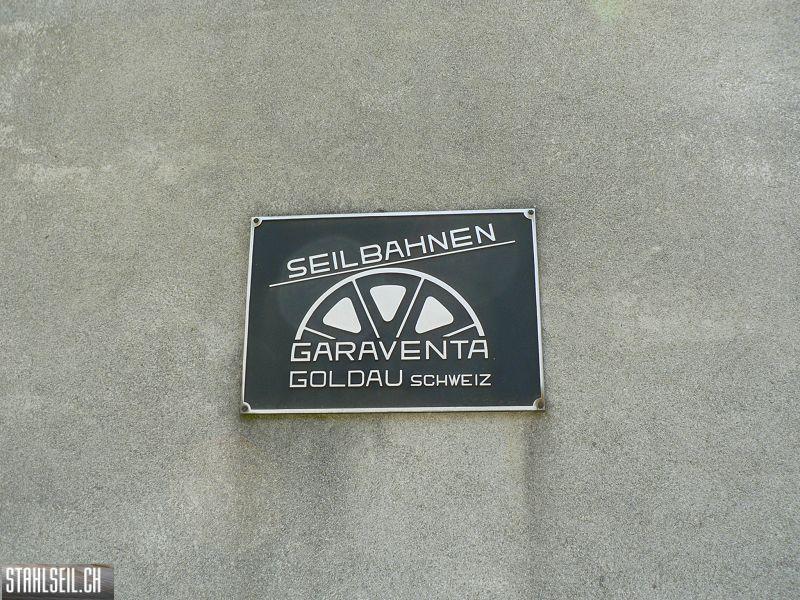 SEILBAHNEN
GARAVENTA
GOLDAU SCHWEIZ
STAHLSEIL.CH